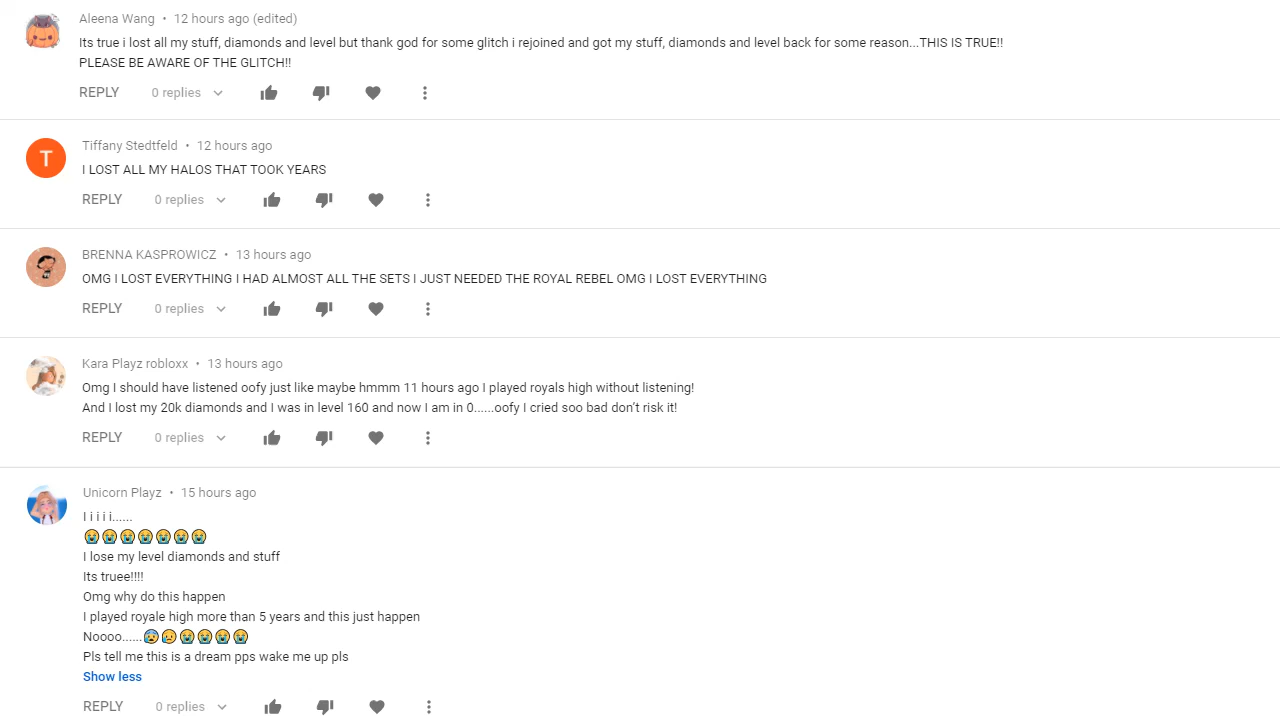 Aleena Wang • 12 hours ago (edited)
Its true i lost all my stuff, diamonds and level but thank god for some glitch i rejoined and got my stuff, diamonds and level back for some reason...THIS IS TRUE!!
PLEASE BE AWARE OF THE GLITCH!!
REPLY 0 replies
T
Tiffany Stedtfeld • 12 hours ago
I LOST ALL MY HALOS THAT TOOK YEARS
REPLY 0 replies
BRENNA KASPROWICZ • 13 hours ago
OMG I LOST EVERYTHING I HAD ALMOST ALL THE SETS I JUST NEEDED THE ROYAL REBEL OMG I LOST EVERYTHING
REPLY 0 replies
Kara Playz robloxx • 13 hours ago
Omg I should have listened oofy just like maybe hmmm 11 hours ago I played royals high without listening!
And I lost my 20k diamonds and I was in level 160 and now I am in 0......oofy I cried soo bad don’t risk it!
REPLY 0 replies
Unicorn Playz • 15 hours ago
I i i i i......
😭😭😭😭😭😭😭
I lose my level diamonds and stuff
Its truee!!!!
Omg why do this happen
I played royale high more than 5 years and this just happen
Noooo......😰😥😭😭😭😭
Pls tell me this is a dream pps wake me up pls
Show less
REPLY 0 replies